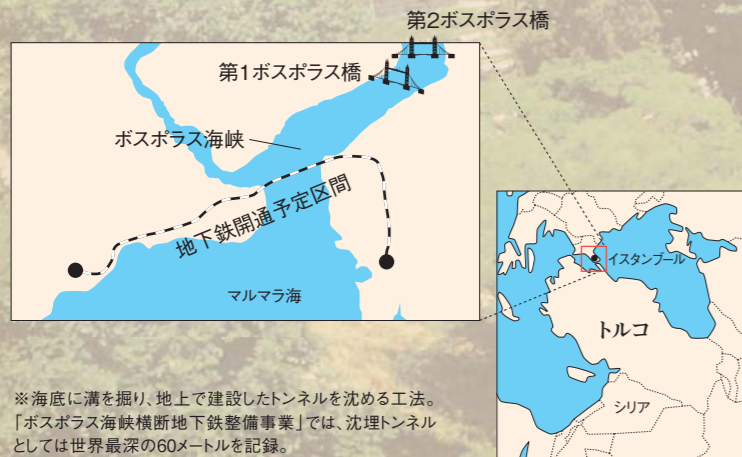 第2ボスポラス橋
第1ボスポラス橋
ボスポラス海峡
地下鉄開通予定区間
マルマラ海
イスタンブール
トルコ
シリア
※海底に溝を掘り、地上で建設したトンネルを沈める工法。
「ボスポラス海峡横断地下鉄整備事業」では、沈埋トンネル
としては世界最深の60メートルを記録。